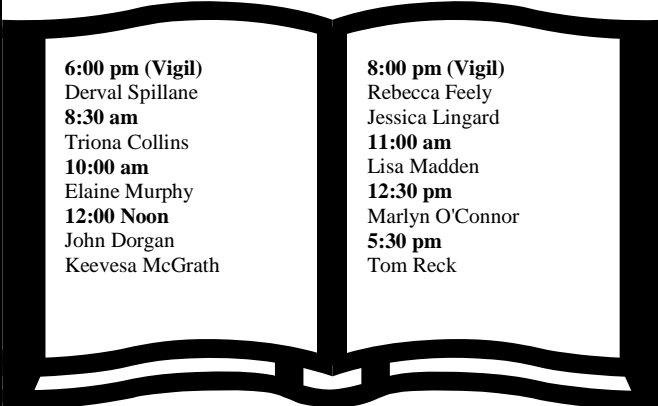 6:00 pm (Vigil)
Derval Spillane
8:30 am
Triona Collins
10:00 am
Elaine Murphy
12:00 Noon
John Dorgan
Keevesa McGrath
8:00 pm (Vigil)
Rebecca Feely
Jessica Lingard
11:00 am
Lisa Madden
12:30 pm
Marlyn O'Connor
5:30 pm
Tom Reck